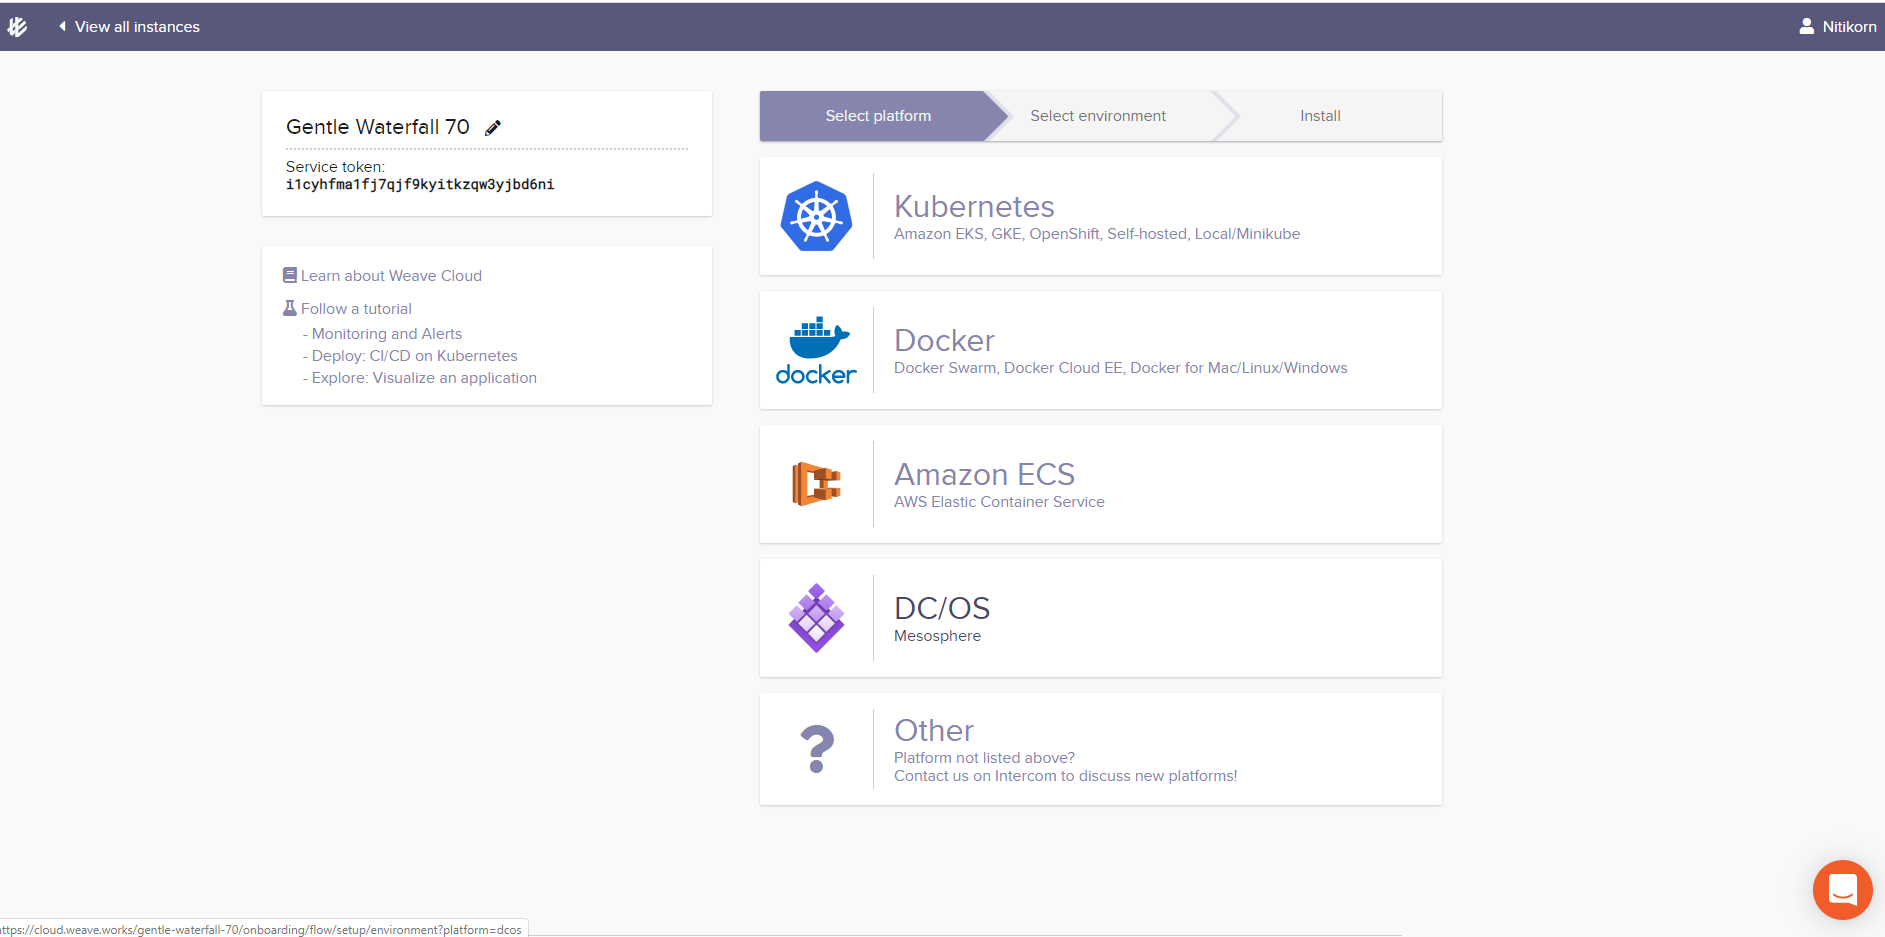 View all instances
Nitikorn
Gentle Waterfall 70
Service token:
i1cyhfma1fj7qjf9kyitkzqw3yjbd6ni
Learn about Weave Cloud
Follow a tutorial
- Monitoring and Alerts
- Deploy: CI/CD on Kubernetes
- Explore: Visualize an application
Select platform
Select environment
Install
Kubernetes
Amazon EKS, GKE, OpenShift, Self-hosted, Local/Minikube
docker
Docker
Docker Swarm, Docker Cloud EE, Docker for Mac/Linux/Windows
Amazon ECS
AWS Elastic Container Service
DC/OS
Mesosphere
?
Other
Platform not listed above?
Contact us on Intercom to discuss new platforms!
ttps://cloud.weave.works/gentle-waterfall-70/onboarding/flow/setup/environment?platform=dcos